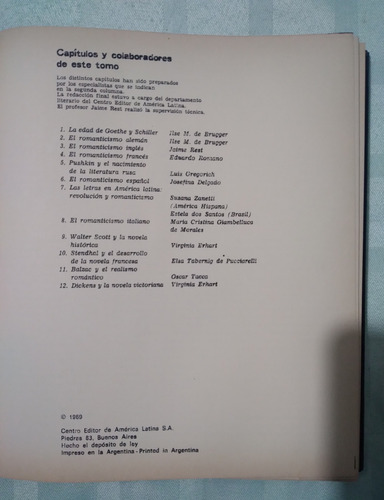 Capítulos y colaboradores
de este tomo
Los distintos capítulos han sido preparados
por los especialistas que se indican
en la segunda columna.
La redacción final estuvo a cargo del departamento
literario del Centro Editor de América Latina.
El profesor Jaime Rest realizó la supervisión técnica.
1. La edad de Goethe y Schiller Ilse M. de Brugger
2. El romanticismo alemán Ilse M. de Brugger
3. El romanticismo inglés Jaime Rest
4. El romanticismo francés Eduardo Romano
5. Pushkin y el nacimiento
de la literatura rusa Luis Gregorich
6. El romanticismo español Josefina Delgado
7. Las letras en América latina:
revolución y romanticismo Susana Zanetti
(América Hispana)
Estela dos Santos (Brasil)
8. El romanticismo italiano María Cristina Giambelluca
de Morales
9. Walter Scott y la novela
histórica Virginia Erhart
10. Stendhal y el desarrollo
de la novela francesa Elsa Tabernig de Pucciarelli
11. Balzac y el realismo
romántico Oscar Tacca
12. Dickens y la novela victoriana Virginia Erhart
© 1969
Centro Editor de América Latina S.A.
Piedras 83, Buenos Aires
Hecho el depósito de ley
Impreso en la Argentina - Printed in Argentina